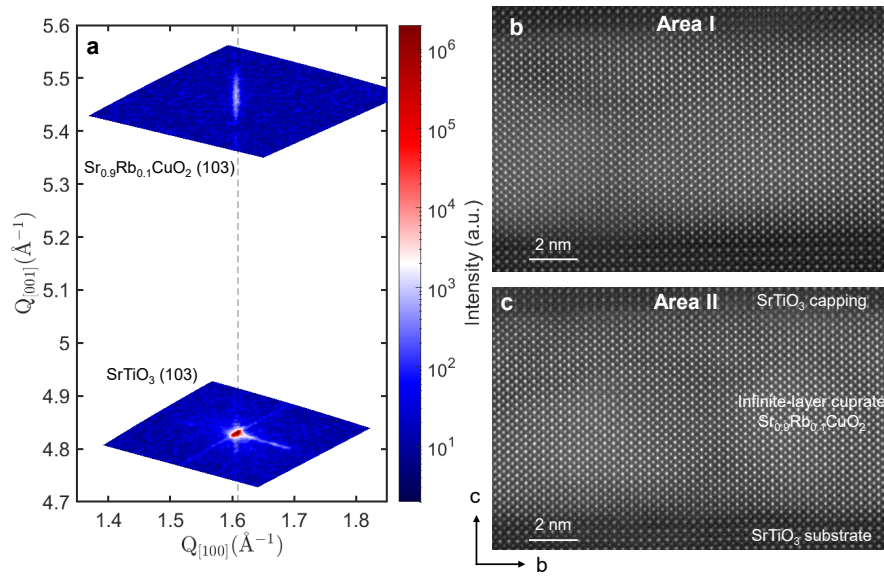 a
5.6
5.5
5.4
5.3
5.2
5.1
5
4.9
4.8
4.7
Q[001](Å⁻¹)
Sr0.9Rb0.1CuO2 (103)
SrTiO3 (103)
1.4
1.5
1.6
1.7
1.8
Q[100](Å⁻¹)
10⁶
10⁵
10⁴
10³
10²
10¹
Intensity (a.u.)
b
Area I
2 nm
c
Area II
SrTiO3 capping
Infinite-layer cuprate
Sr0.9Rb0.1CuO2
2 nm
SrTiO3 substrate
c
b